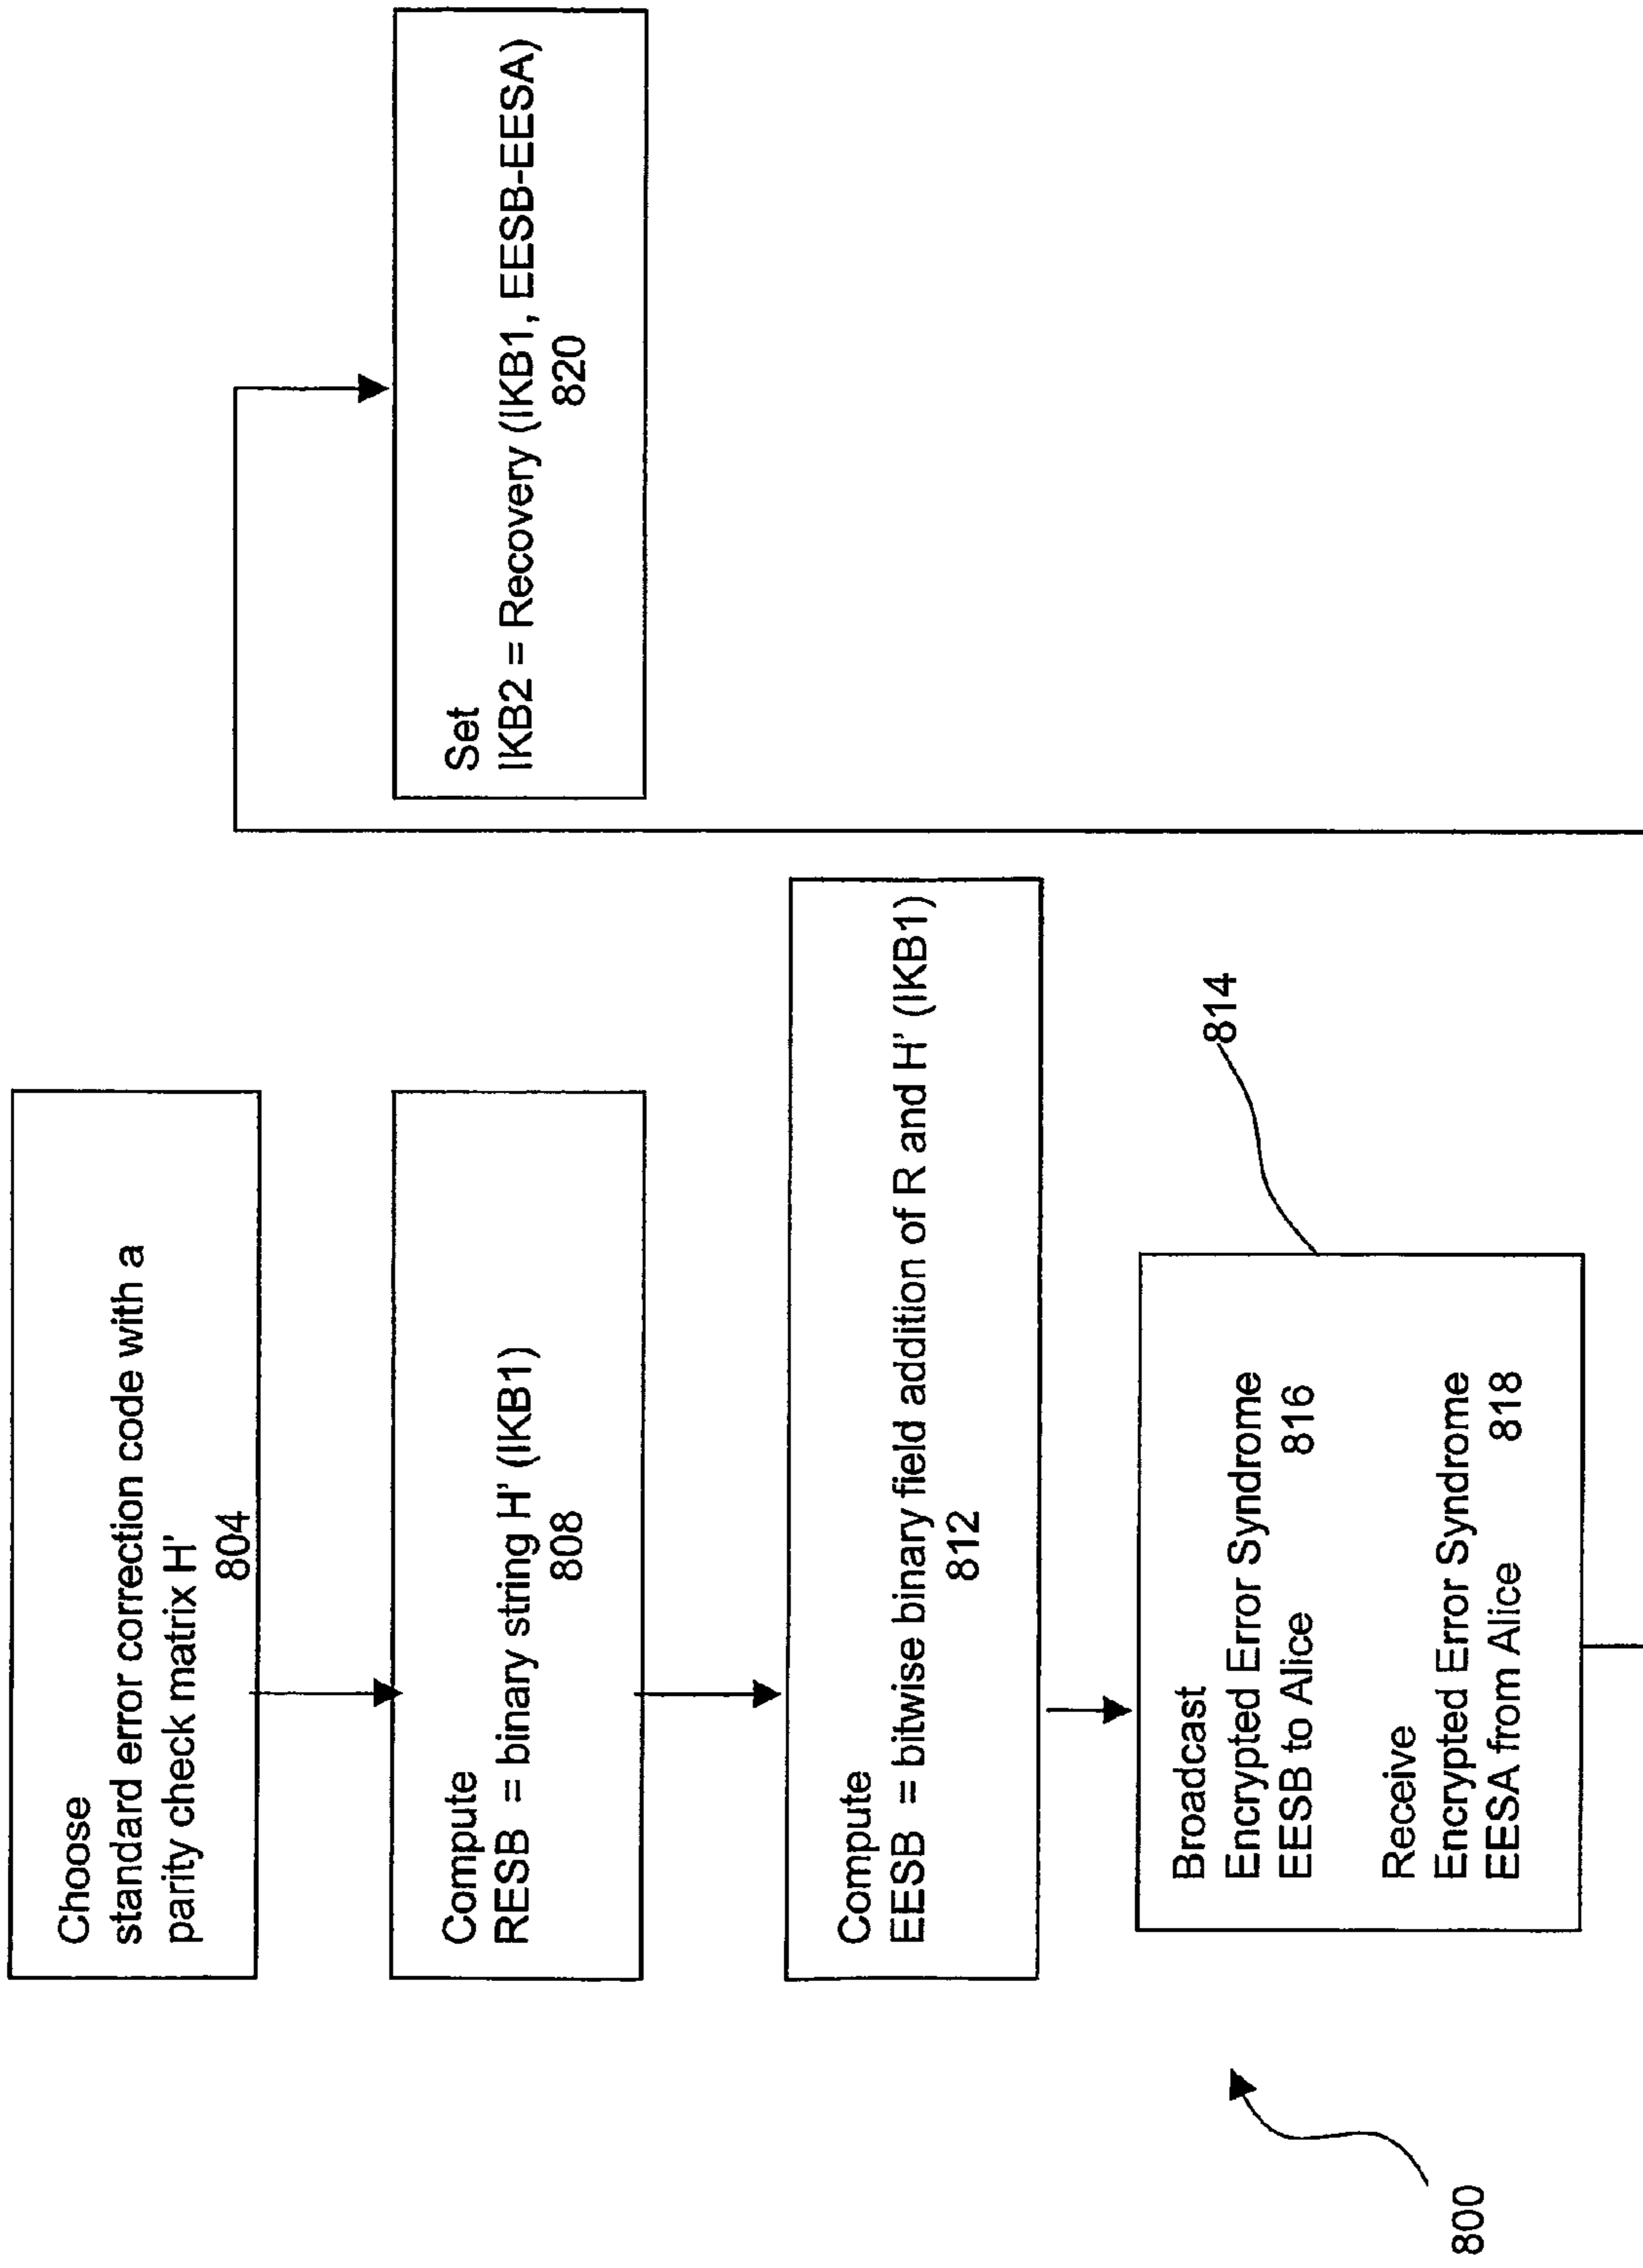 Choose
standard error correction code with a
parity check matrix H'
804
Compute
RESB = binary string H' (IKB1)
808
Compute
EESB = bitwise binary field addition of R and H' (IKB1)
812
814
Broadcast
Encrypted Error Syndrome
EESB to Alice 816
Receive
Encrypted Error Syndrome
EESA from Alice 818
Set
IKB2 = Recovery (IKB1, EESB-EESA)
820
800